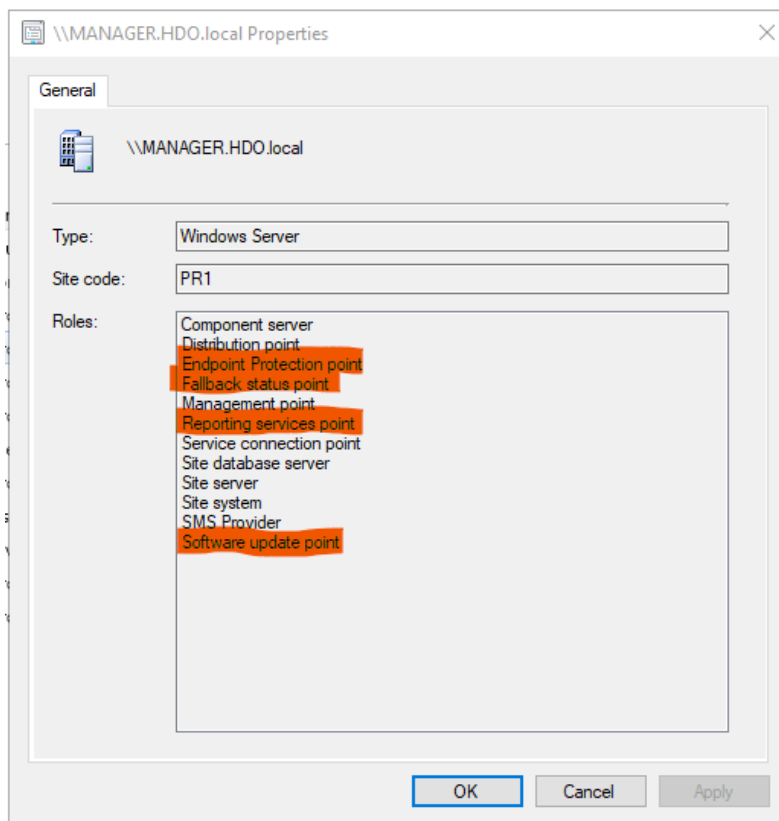 \\MANAGER.HDO.local Properties
General
\\MANAGER.HDO.local
Type: Windows Server
Site code: PR1
Roles: Component server
Distribution point
Endpoint Protection point
Fallback status point
Management point
Reporting services point
Service connection point
Site database server
Site server
Site system
SMS Provider
Software update point
OK Cancel Apply